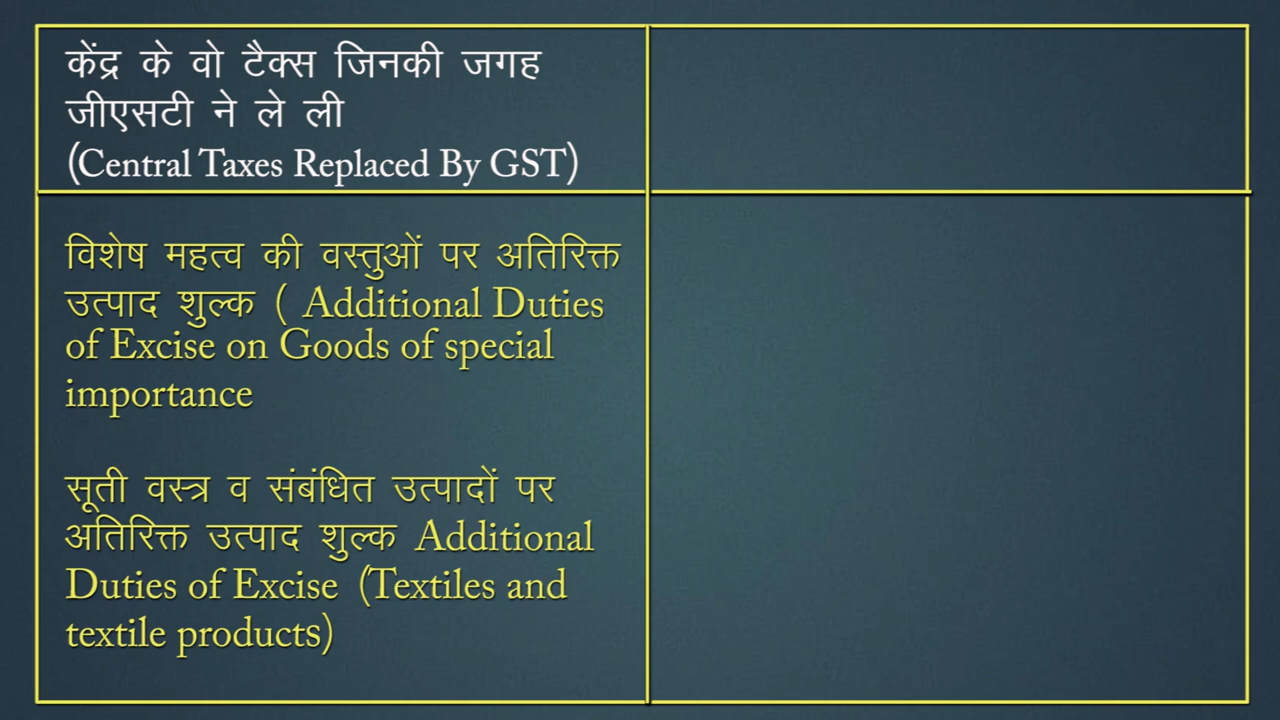 केंद्र के वो टैक्स जिनकी जगह
जीएसटी ने ले ली
(Central Taxes Replaced By GST)
विशेष महत्व की वस्तुओं पर अतिरिक्त
उत्पाद शुल्क ( Additional Duties
of Excise on Goods of special
importance
सूती वस्त्र व संबंधित उत्पादों पर
अतिरिक्त उत्पाद शुल्क Additional
Duties of Excise (Textiles and
textile products)